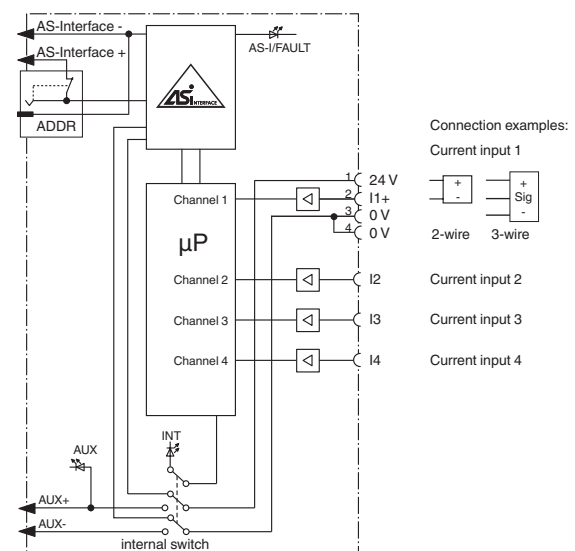 AS-Interface -
AS-Interface +
ADDR
ASi INTERFACE
AS-I/FAULT
µP
Channel 1
Channel 2
Channel 3
Channel 4
1 24 V
2 I1+
3 0 V
4 0 V
I2
I3
I4
Connection examples:
Current input 1
+
-
2-wire
+
Sig
-
3-wire
Current input 2
Current input 3
Current input 4
INT
AUX
AUX+
AUX-
internal switch